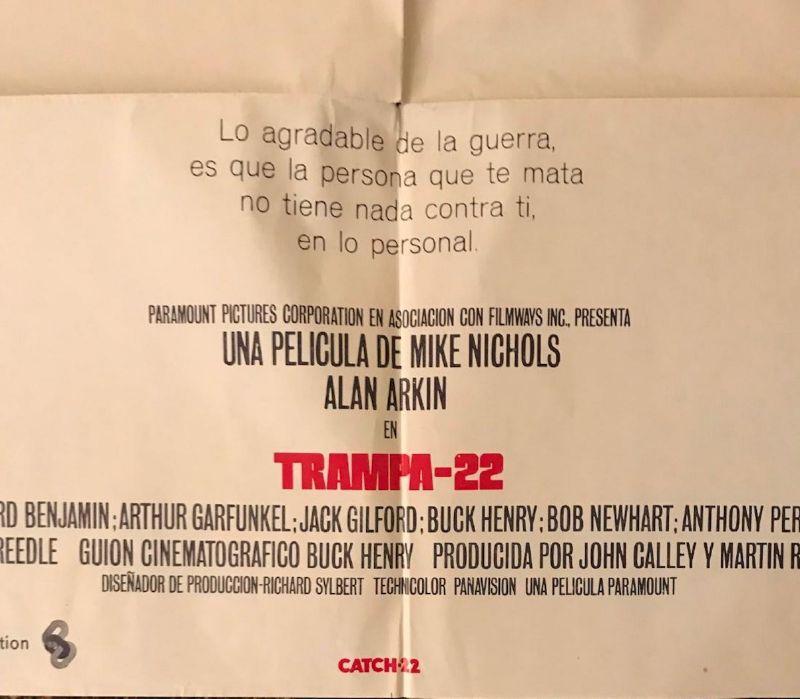 Lo agradable de la guerra,
es que la persona que te mata
no tiene nada contra ti,
en lo personal.
PARAMOUNT PICTURES CORPORATION EN ASOCIACION CON FILMWAYS INC., PRESENTA
UNA PELICULA DE MIKE NICHOLS
ALAN ARKIN
EN
TRAMPA-22
RD BENJAMIN; ARTHUR GARFUNKEL; JACK GILFORD; BUCK HENRY; BOB NEWHART; ANTHONY PER
REEDLE GUION CINEMATOGRAFICO BUCK HENRY PRODUCIDA POR JOHN CALLEY Y MARTIN R
DISEÑADOR DE PRODUCCION-RICHARD SYLBERT TECHNICOLOR PANAVISION UNA PELICULA PARAMOUNT
tion
CATCH-22